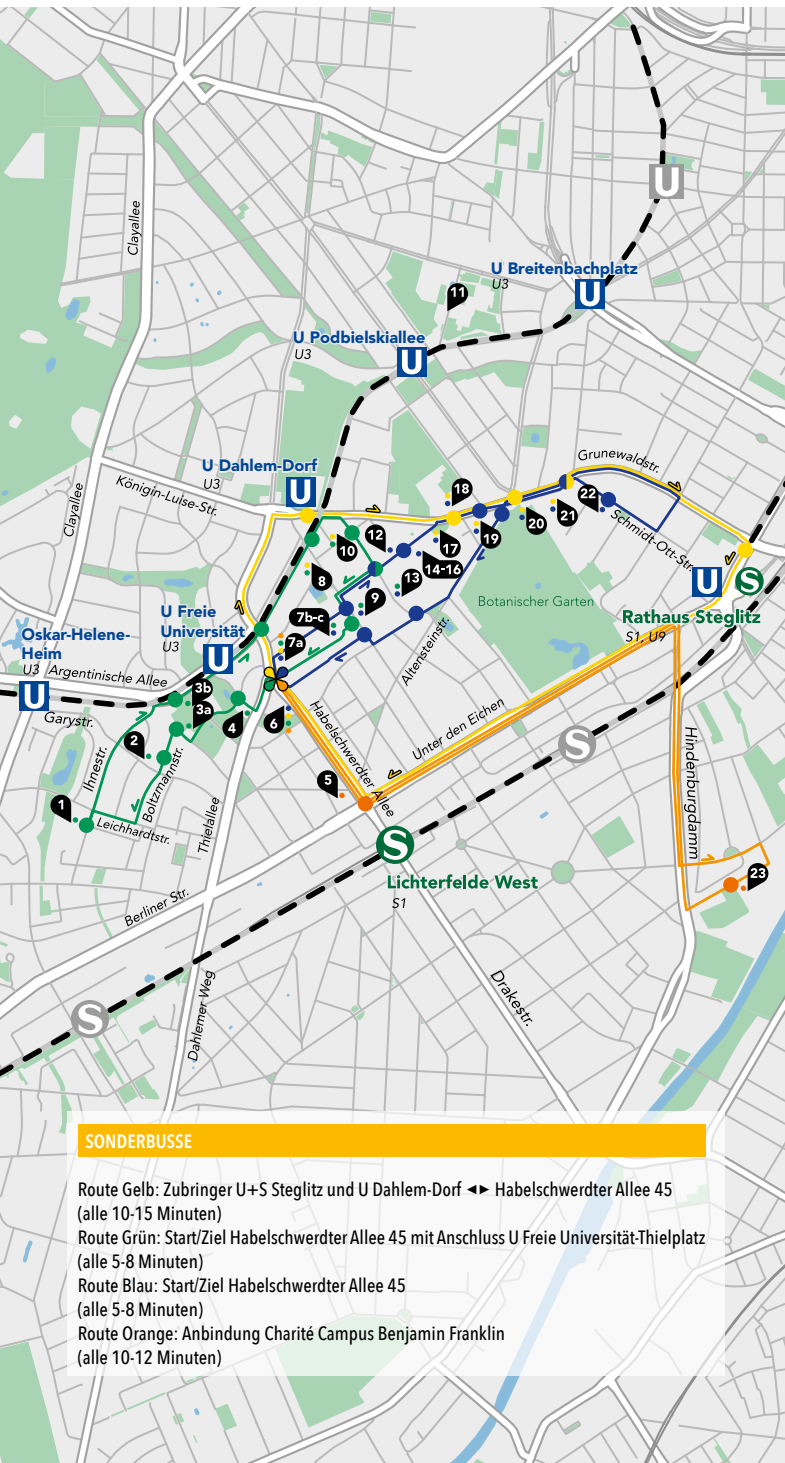 U
Clayallee
U Breitenbachplatz
U3
U
11
U Podbielskiallee
U3
U
Grunewaldstr.
U Dahlem-Dorf
U3
U
Königin-Luise-Str.
Clayallee
18
22
Schmidt-Ott-Str.
20
21
19
17
12
10
14-16
13
8
9
7b-c
7a
Botanischer Garten
Altensteinstr.
U
S
Rathaus Steglitz
S1, U9
U Freie
Universität
U3
U
Oskar-Helene-
Heim
U3
Argentinische Allee
U
Garystr.
3b
3a
4
6
2
Ihnestr.
Boltzmannstr.
1
Leichhardtstr.
Thielallee
Habelschwerdter Allee
Unter den Eichen
S
5
Hindenburgdamm
23
S
Lichterfelde West
S1
Berliner Str.
Drakestr.
S
Dahlemer Weg
SONDERBUSSE
Route Gelb: Zubringer U+S Steglitz und U Dahlem-Dorf ◄► Habelschwerdter Allee 45
(alle 10-15 Minuten)
Route Grün: Start/Ziel Habelschwerdter Allee 45 mit Anschluss U Freie Universität-Thielplatz
(alle 5-8 Minuten)
Route Blau: Start/Ziel Habelschwerdter Allee 45
(alle 5-8 Minuten)
Route Orange: Anbindung Charité Campus Benjamin Franklin
(alle 10-12 Minuten)